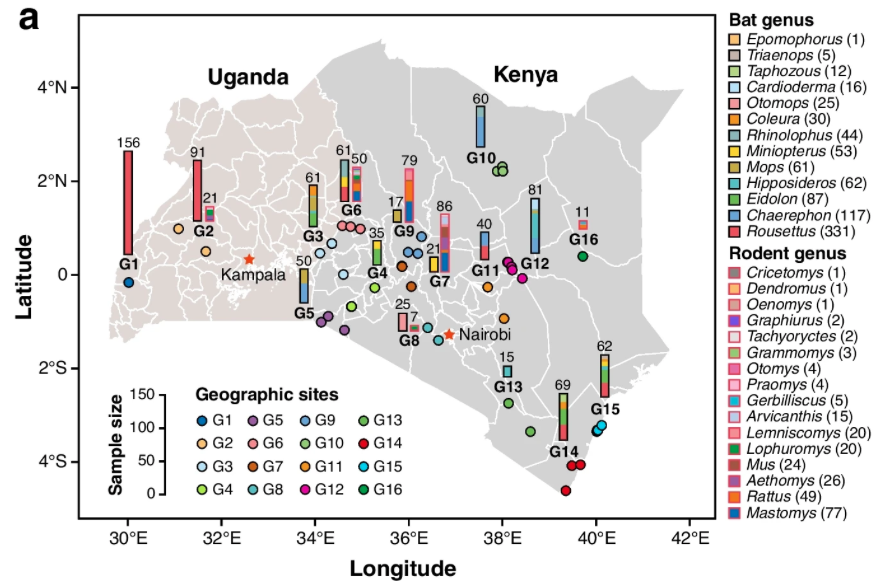 a
Uganda
Kenya
4°N
2°N
0
2°S
4°S
Latitude
30°E
32°E
34°E
36°E
38°E
40°E
42°E
Longitude
156
G1
91
21
G2
61
G3
61
50
G6
17
79
G9
60
G10
35
G4
50
G5
21
86
G7
40
G11
81
G12
11
G16
25
7
G8
15
G13
69
G14
62
G15
Kampala
Nairobi
Sample size
150
100
50
0
Geographic sites
G1 G5 G9 G13
G2 G6 G10 G14
G3 G7 G11 G15
G4 G8 G12 G16
Bat genus
Epomophorus (1)
Triaenops (5)
Taphozous (12)
Cardioderma (16)
Otomops (25)
Coleura (30)
Rhinolophus (44)
Miniopterus (53)
Mops (61)
Hipposideros (62)
Eidolon (87)
Chaerephon (117)
Rousettus (331)
Rodent genus
Cricetomys (1)
Dendromus (1)
Oenomys (1)
Graphiurus (2)
Tachyoryctes (2)
Grammomys (3)
Otomys (4)
Praomys (4)
Gerbilliscus (5)
Arvicanthis (15)
Lemniscomys (20)
Lophuromys (20)
Mus (24)
Aethomys (26)
Rattus (49)
Mastomys (77)